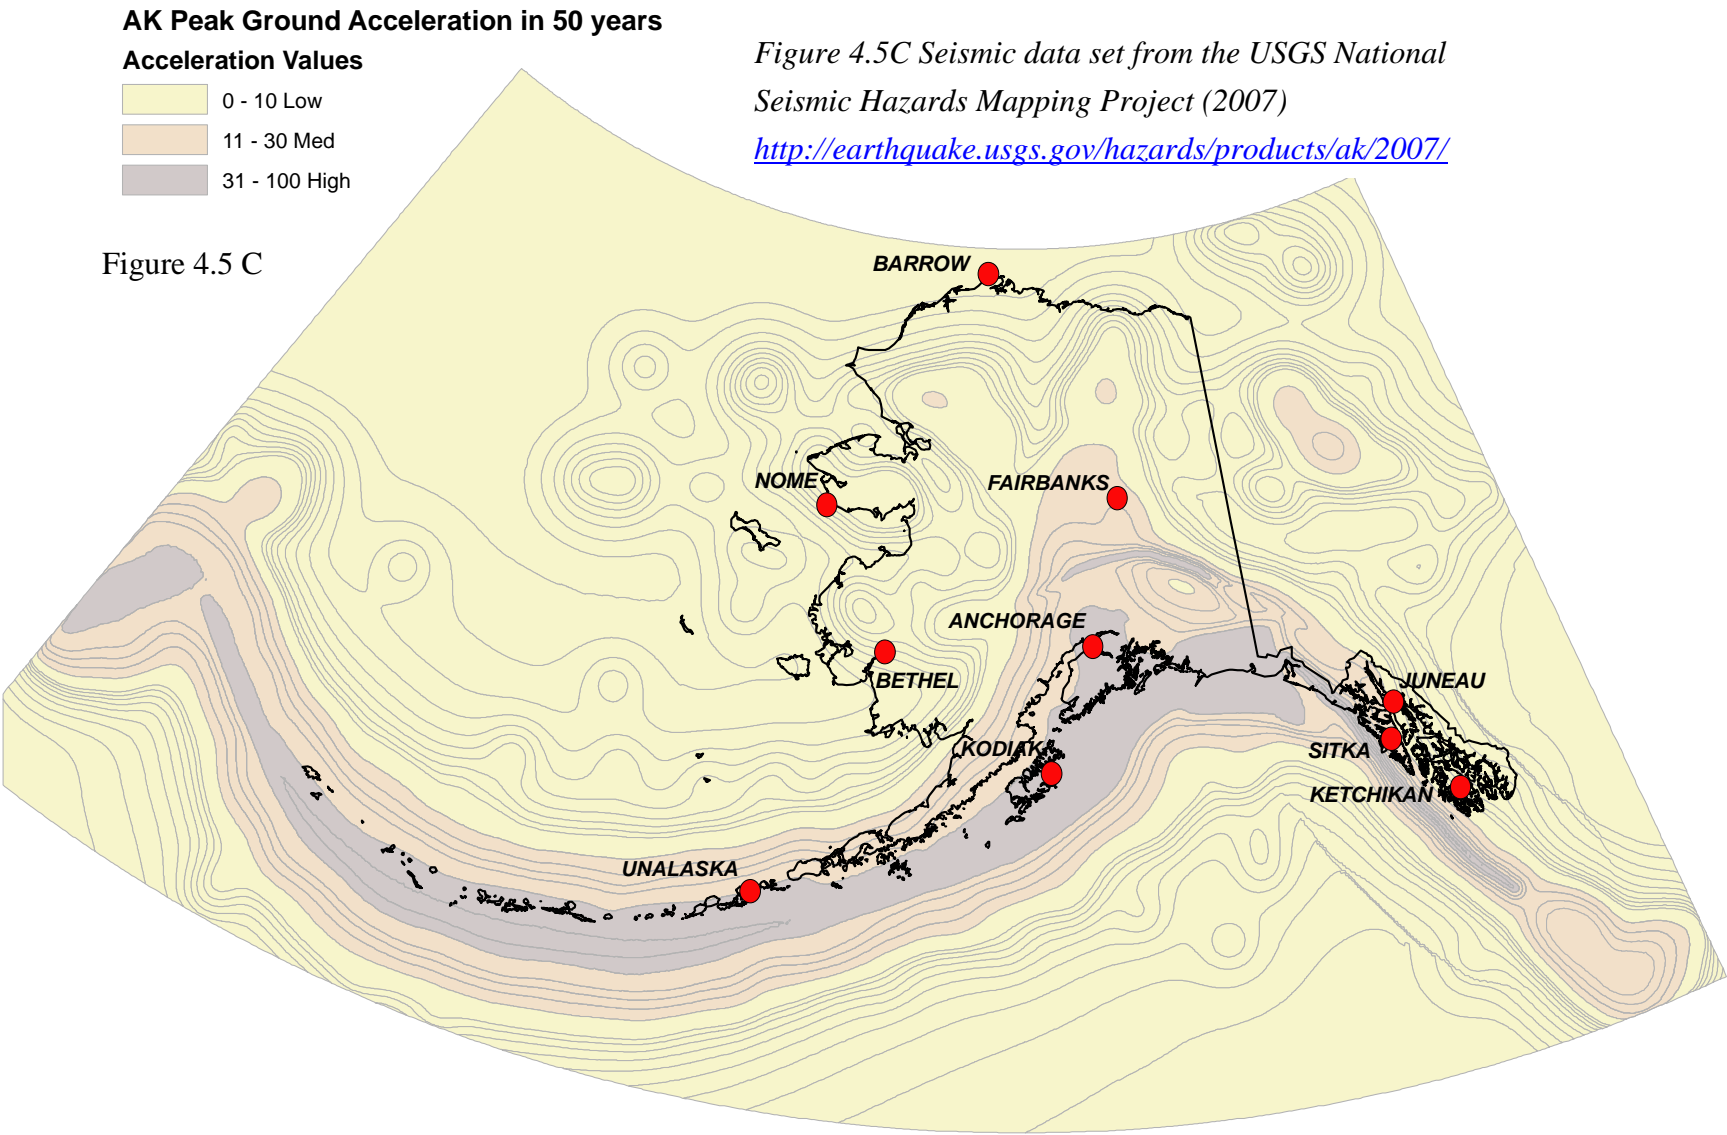 AK Peak Ground Acceleration in 50 years
Acceleration Values
0 - 10 Low
11 - 30 Med
31 - 100 High
Figure 4.5C Seismic data set from the USGS National
Seismic Hazards Mapping Project (2007)
http://earthquake.usgs.gov/hazards/products/ak/2007/
Figure 4.5 C
BARROW
NOME
FAIRBANKS
ANCHORAGE
BETHEL
JUNEAU
KODIAK
SITKA
KETCHIKAN
UNALASKA